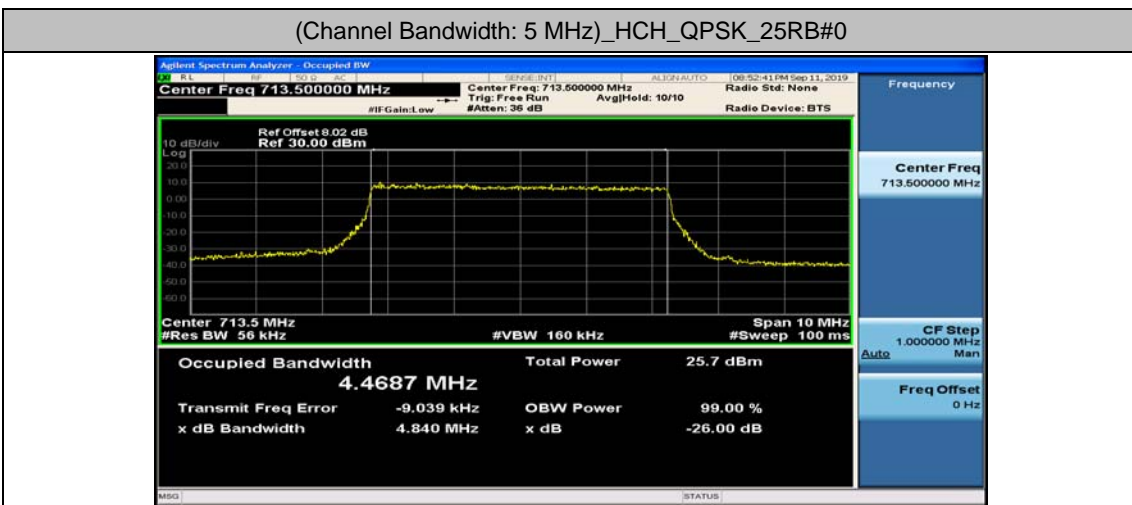 (Channel Bandwidth: 5 MHz)_HCH_QPSK_25RB#0
Agilent Spectrum Analyzer - Occupied BW
RL RF 50 Ω AC SENSE:INT ALIGN AUTO 08:52:41 PM Sep 11, 2019
Center Freq 713.500000 MHz Center Freq: 713.500000 MHz Radio Std: None Frequency
Trig: Free Run Avg|Hold: 10/10
#IFGain:Low #Atten: 36 dB Radio Device: BTS
Ref Offset 8.02 dB
10 dB/div Ref 30.00 dBm
Log
20.0
10.0
0.00
-10.0
-20.0
-30.0
-40.0
-50.0
-60.0
Center Freq
713.500000 MHz
Center 713.5 MHz Span 10 MHz
#Res BW 56 kHz #VBW 160 kHz #Sweep 100 ms
CF Step
1.000000 MHz
Auto Man
Occupied Bandwidth Total Power 25.7 dBm
4.4687 MHz
Freq Offset
0 Hz
Transmit Freq Error -9.039 kHz OBW Power 99.00 %
x dB Bandwidth 4.840 MHz x dB -26.00 dB
MSG STATUS